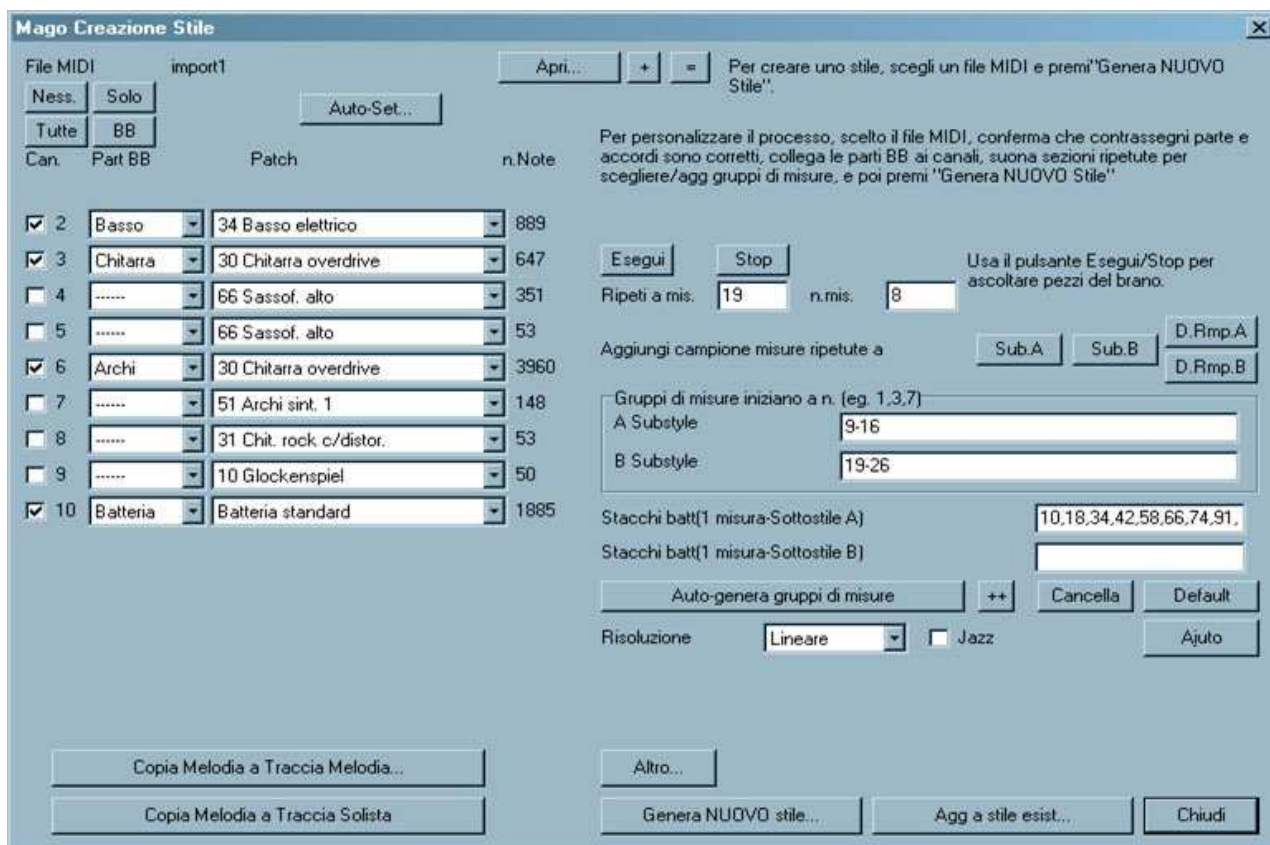 Mago Creazione Stile
File MIDI import1
Ness. Solo
Tutte BB
Auto-Set...
Can. Part BB Patch n.Note
2 Basso 34 Basso elettrico 889
3 Chitarra 30 Chitarra overdrive 647
4 ------ 66 Sassof. alto 351
5 ------ 66 Sassof. alto 53
6 Archi 30 Chitarra overdrive 3960
7 ------ 51 Archi sint. 1 148
8 ------ 31 Chit. rock c/distor. 53
9 ------ 10 Glockenspiel 50
10 Batteria Batteria standard 1885
Copia Melodia a Traccia Melodia...
Copia Melodia a Traccia Solista
Apri... + =
Per creare uno stile, scegli un file MIDI e premi"Genera NUOVO
Stile".
Per personalizzare il processo, scelto il file MIDI, conferma che contrassegni parte e
accordi sono corretti, collega le parti BB ai canali, suona sezioni ripetute per
scegliere/agg gruppi di misure, e poi premi "Genera NUOVO Stile"
Esegui Stop
Usa il pulsante Esegui/Stop per
ascoltare pezzi del brano.
Ripeti a mis. 19 n.mis. 8
Aggiungi campione misure ripetute a Sub.A Sub.B
D.Rmp.A
D.Rmp.B
Gruppi di misure iniziano a n. (eg. 1,3,7)
A Substyle 9-16
B Substyle 19-26
Stacchi batt(1 misura-Sottostile A) 10,18,34,42,58,66,74,91,
Stacchi batt(1 misura-Sottostile B)
Auto-genera gruppi di misure ++ Cancella Default
Risoluzione Lineare Jazz Ajuto
Altro...
Genera NUOVO stile... Agg a stile esist... Chiudi